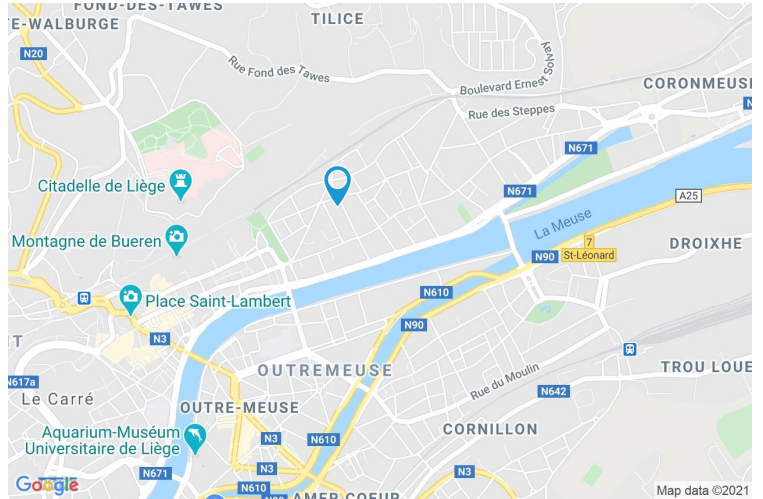 FOND-DES-TAWES
TE-WALBURGE
TILICE
N20
Rue Fond des Tawes
Boulevard Ernest Solvay
CORONMEUSE
Rue des Steppes
N671
N671
Citadelle de Liège
A25
La Meuse
Montagne de Bueren
7
St-Léonard
DROIXHE
N90
N610
Place Saint-Lambert
N90
N3
OUTREMEUSE
TROU LOUE
Rue du Moulin
N617a
N642
Le Carré
OUTRE-MEUSE
CORNILLON
Aquarium-Muséum
Universitaire de Liège
N3
N610
N3
N3
N671
N610
AMERCOEUR
Google
Map data ©2021